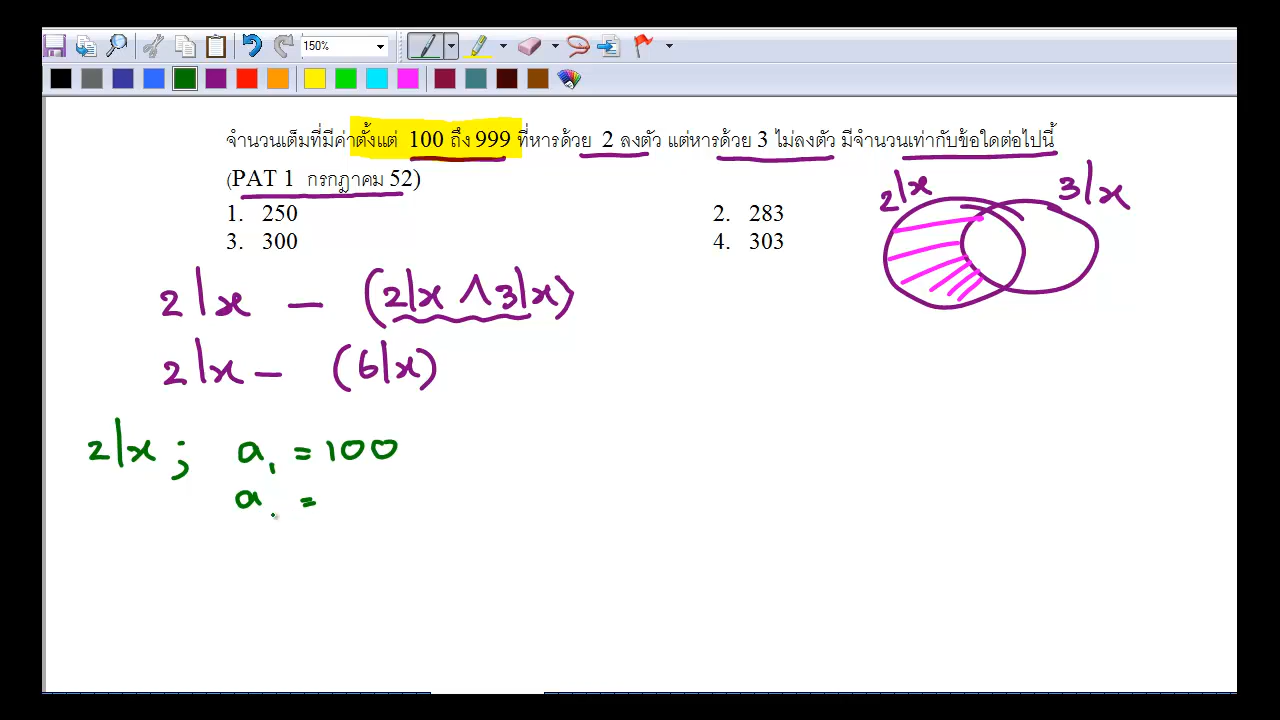 150%
จำนวนเต็มที่มีค่าตั้งแต่ 100 ถึง 999 ที่หารด้วย 2 ลงตัว แต่หารด้วย 3 ไม่ลงตัว มีจำนวนเท่ากับข้อใดต่อไปนี้
(PAT 1 กรกฎาคม 52)
1. 250
2. 283
3. 300
4. 303
2|x 3|x
2|x – (2|x ∧ 3|x)
2|x – (6|x)
2|x ; a₁ = 100
a =